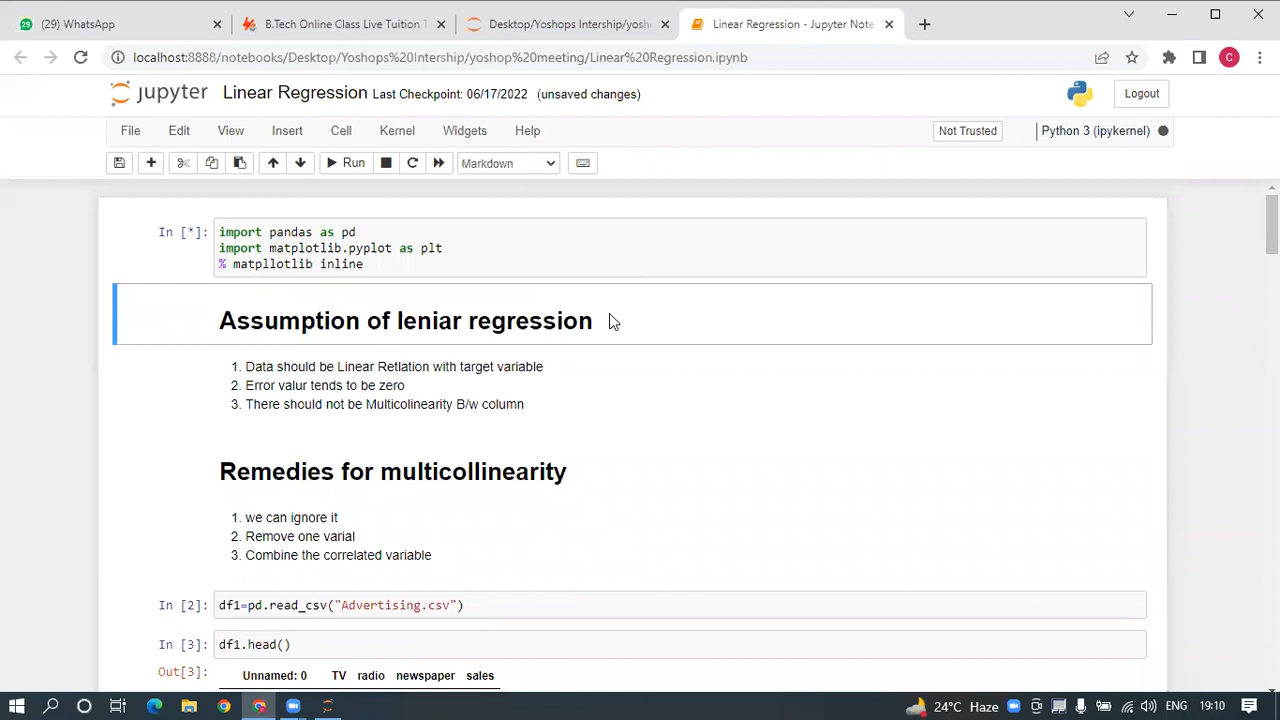 29 (29) WhatsApp
B.Tech Online Class Live Tuition T
Desktop/Yoshops Intership/yosh
Linear Regression - Jupyter Note
localhost:8888/notebooks/Desktop/Yoshops%20Intership/yoshop%20meeting/Linear%20Regression.ipynb
C
jupyter Linear Regression Last Checkpoint: 06/17/2022 (unsaved changes)
Logout
File Edit View Insert Cell Kernel Widgets Help
Not Trusted
Python 3 (ipykernel)
Run
Markdown
In [*]: import pandas as pd
import matplotlib.pyplot as plt
% matpllotlib inline
Assumption of leniar regression
1. Data should be Linear Retlation with target variable
2. Error valur tends to be zero
3. There should not be Multicolinearity B/w column
Remedies for multicollinearity
1. we can ignore it
2. Remove one varial
3. Combine the correlated variable
In [2]: df1=pd.read_csv("Advertising.csv")
In [3]: df1.head()
Out[3]: Unnamed: 0 TV radio newspaper sales
24°C Haze
ENG 19:10